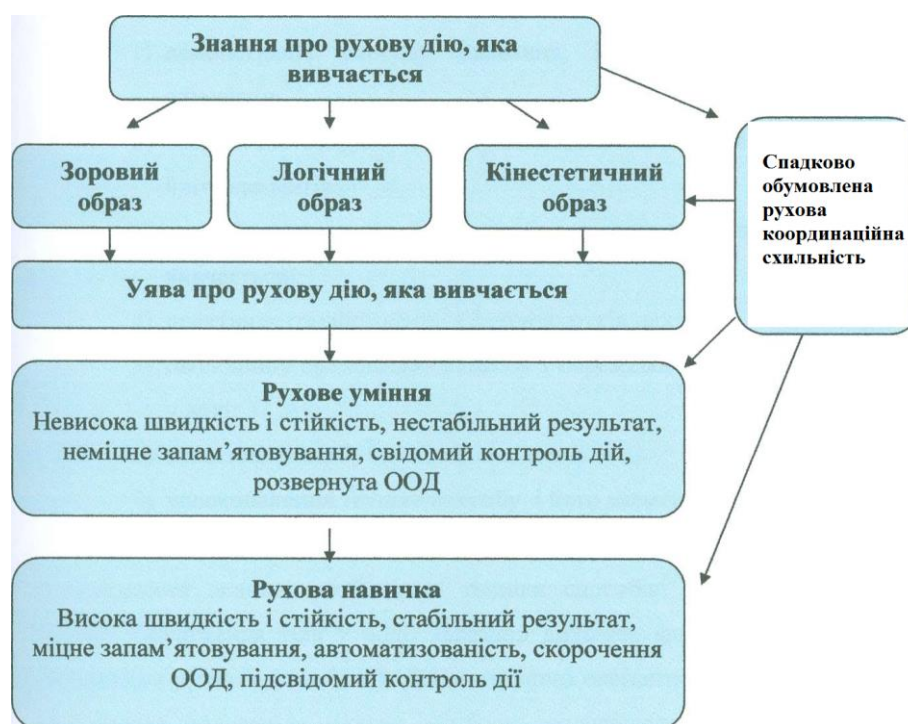 Знання про рухову дію, яка
вивчається
Зоровий
образ
Логічний
образ
Кінестетичний
образ
Спадково
обумовлена
рухова
координаційна
схильність
Уява про рухову дію, яка вивчається
Рухове уміння
Невисока швидкість і стійкість, нестабільний результат,
неміцне запам’ятовування, свідомий контроль дій,
розвернута ООД
Рухова навичка
Висока швидкість і стійкість, стабільний результат,
міцне запам’ятовування, автоматизованість, скорочення
ООД, підсвідомий контроль дії